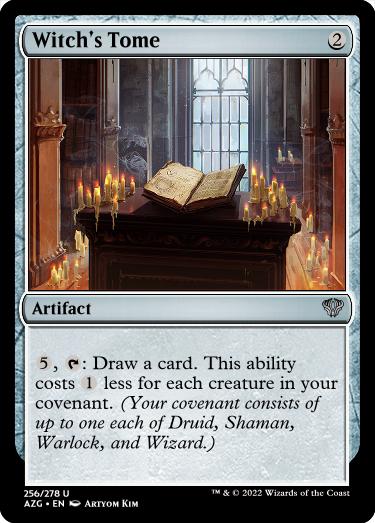 Witch's Tome 2
Artifact
5, T: Draw a card. This ability
costs 1 less for each creature in your
covenant. (Your covenant consists of
up to one each of Druid, Shaman,
Warlock, and Wizard.)
256/278 U
AZG • EN Artyom Kim
™ & © 2022 Wizards of the Coast